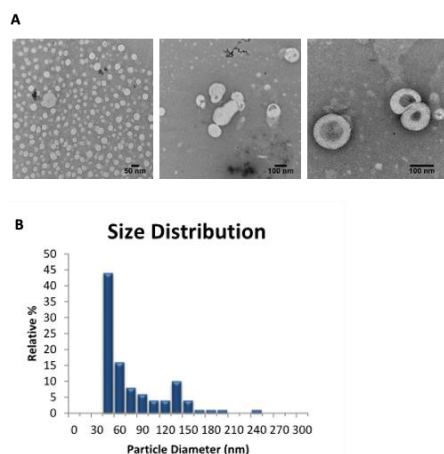 A
50 nm
100 nm
100 nm
B
Size Distribution
50
45
40
35
30
25
20
15
10
5
0
Relative %
0 30 60 90 120 150 180 210 240 270 300
Particle Diameter (nm)